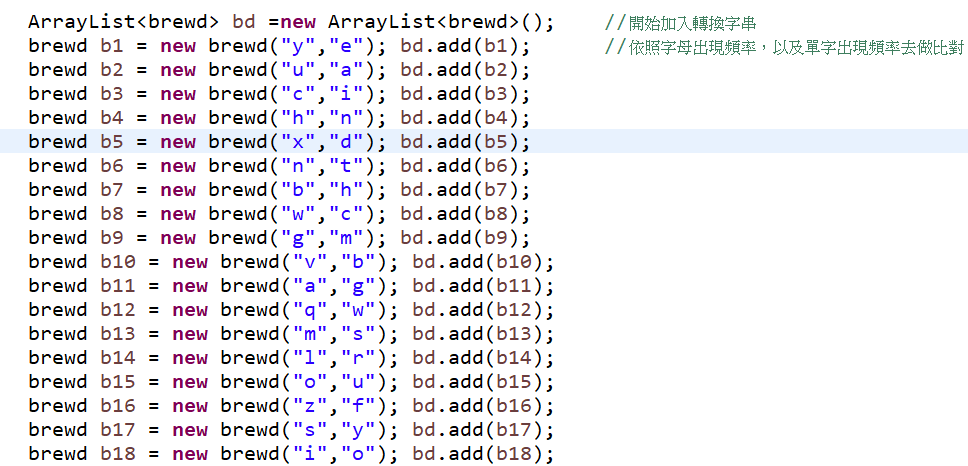 ArrayList<brewd> bd =new ArrayList<brewd>();    //開始加入轉換字串
brewd b1 = new brewd("y","e"); bd.add(b1);      //依照字母出現頻率，以及單字出現頻率去做比對
brewd b2 = new brewd("u","a"); bd.add(b2);
brewd b3 = new brewd("c","i"); bd.add(b3);
brewd b4 = new brewd("h","n"); bd.add(b4);
brewd b5 = new brewd("x","d"); bd.add(b5);
brewd b6 = new brewd("n","t"); bd.add(b6);
brewd b7 = new brewd("b","h"); bd.add(b7);
brewd b8 = new brewd("w","c"); bd.add(b8);
brewd b9 = new brewd("g","m"); bd.add(b9);
brewd b10 = new brewd("v","b"); bd.add(b10);
brewd b11 = new brewd("a","g"); bd.add(b11);
brewd b12 = new brewd("q","w"); bd.add(b12);
brewd b13 = new brewd("m","s"); bd.add(b13);
brewd b14 = new brewd("l","r"); bd.add(b14);
brewd b15 = new brewd("o","u"); bd.add(b15);
brewd b16 = new brewd("z","f"); bd.add(b16);
brewd b17 = new brewd("s","y"); bd.add(b17);
brewd b18 = new brewd("i","o"); bd.add(b18);